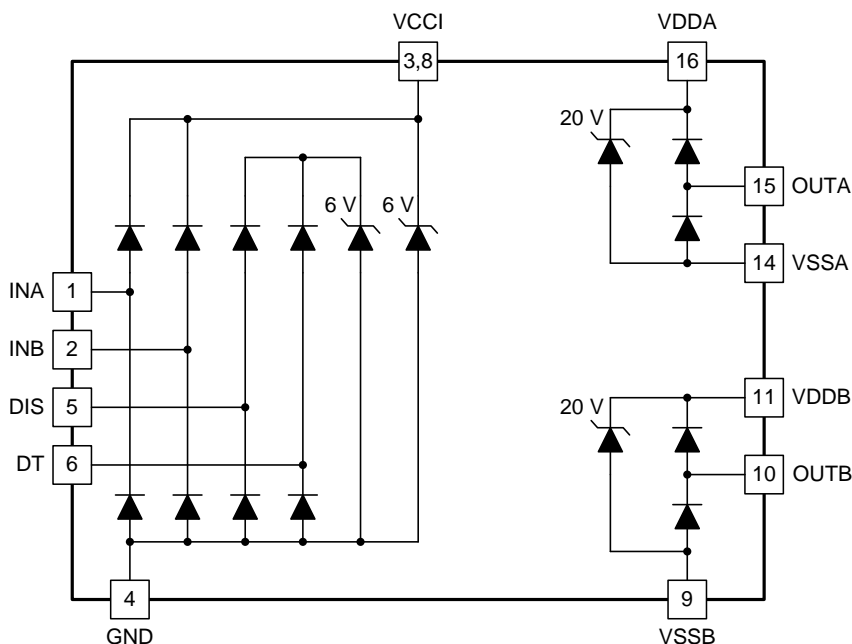 VCCI
VDDA
3,8
16
20 V
15
OUTA
6 V
6 V
14
VSSA
INA
1
INB
2
DIS
5
20 V
11
VDDB
DT
6
10
OUTB
4
9
GND
VSSB